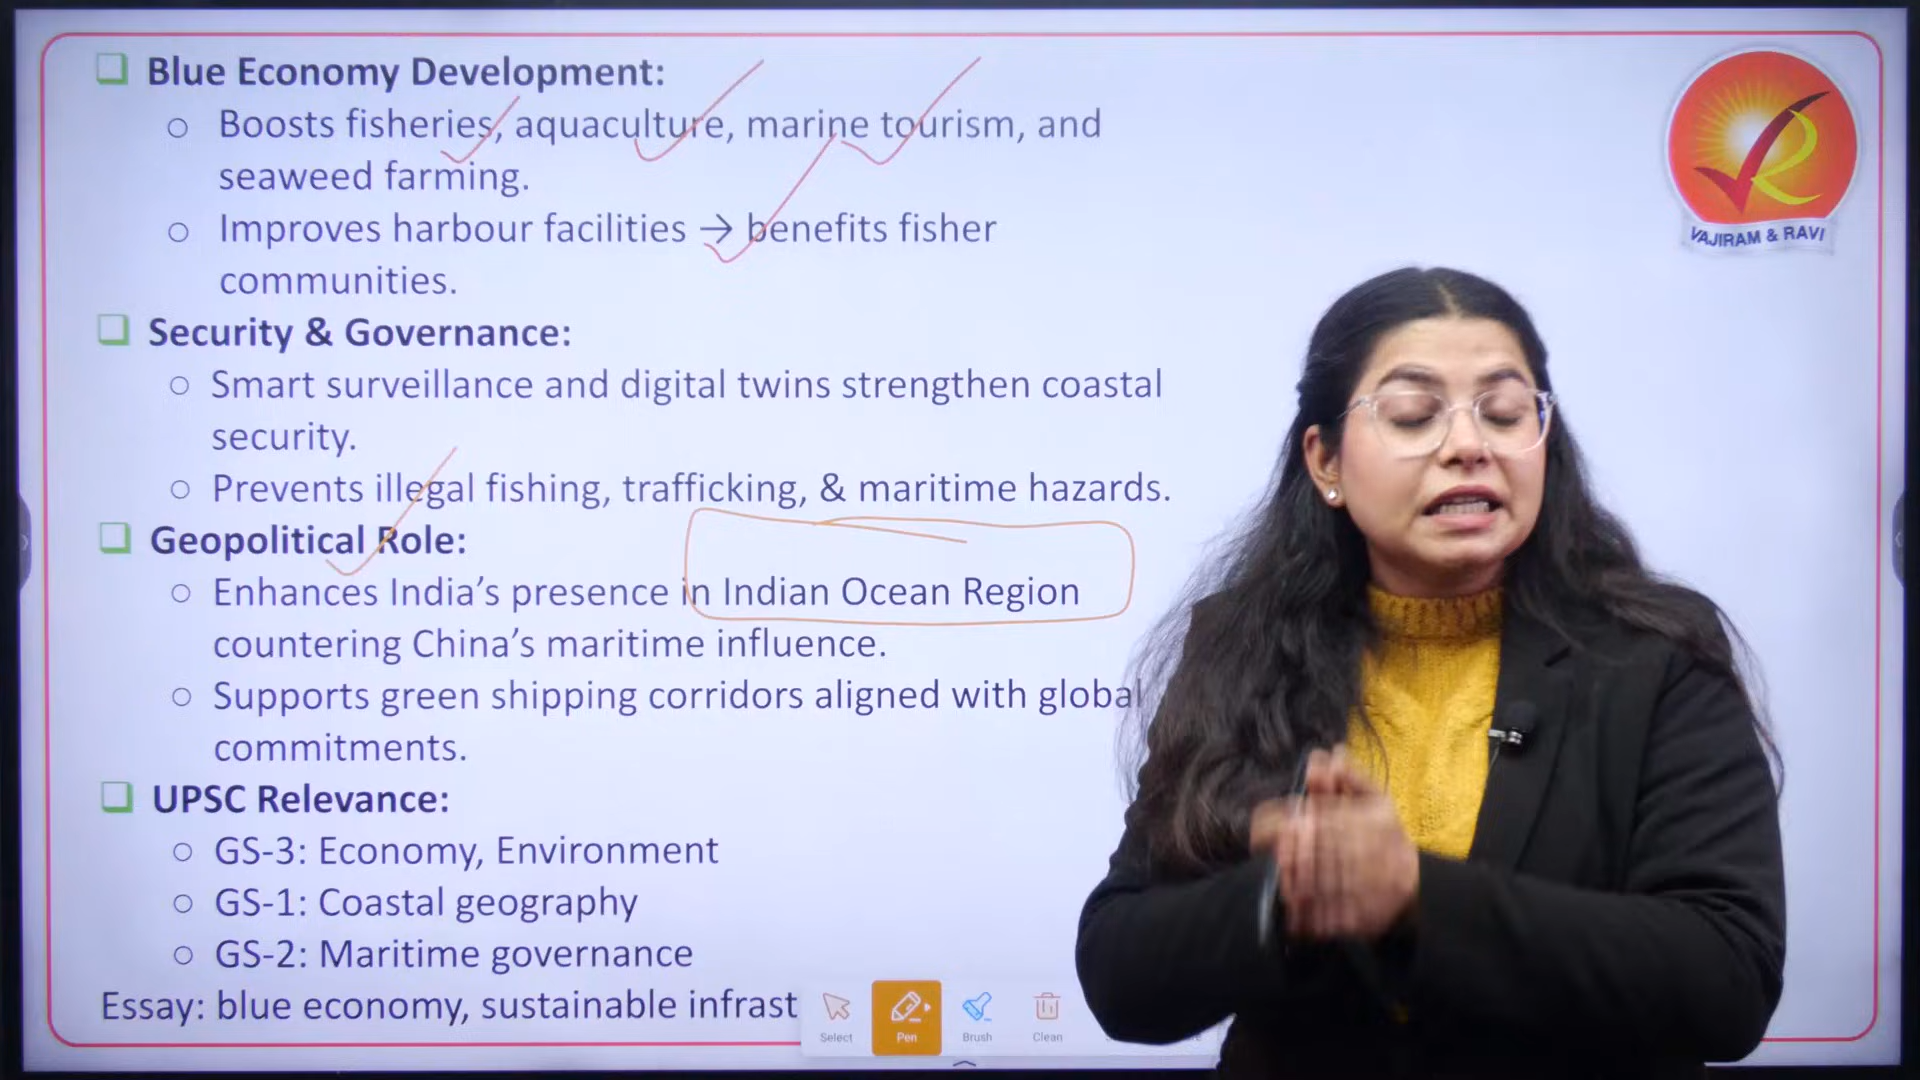 Blue Economy Development:
Boosts fisheries, aquaculture, marine tourism, and
seaweed farming.
Improves harbour facilities → benefits fisher
communities.
Security & Governance:
Smart surveillance and digital twins strengthen coastal
security.
Prevents illegal fishing, trafficking, & maritime hazards.
Geopolitical Role:
Enhances India’s presence in Indian Ocean Region
countering China’s maritime influence.
Supports green shipping corridors aligned with global
commitments.
UPSC Relevance:
GS-3: Economy, Environment
GS-1: Coastal geography
GS-2: Maritime governance
Essay: blue economy, sustainable infrast
Select Pen Brush Clean
VAJIRAM & RAVI